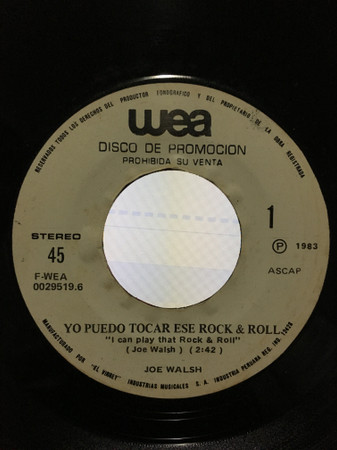 RESERVADOS TODOS LOS DERECHOS DEL PRODUCTOR FONOGRAFICO Y DEL PROPIETARIO DE LA OBRA REGISTRADA
wea
DISCO DE PROMOCION
PROHIBIDA SU VENTA
STEREO
45
F-WEA
0029519.6
1
Ⓟ 1983
ASCAP
YO PUEDO TOCAR ESE ROCK & ROLL
"I can play that Rock & Roll"
(Joe Walsh) (2:42)
JOE WALSH
MANUFACTURADO POR "EL VIRREY" INDUSTRIAS MUSICALES S. A. INDUSTRIA PERUANA REG. IND.